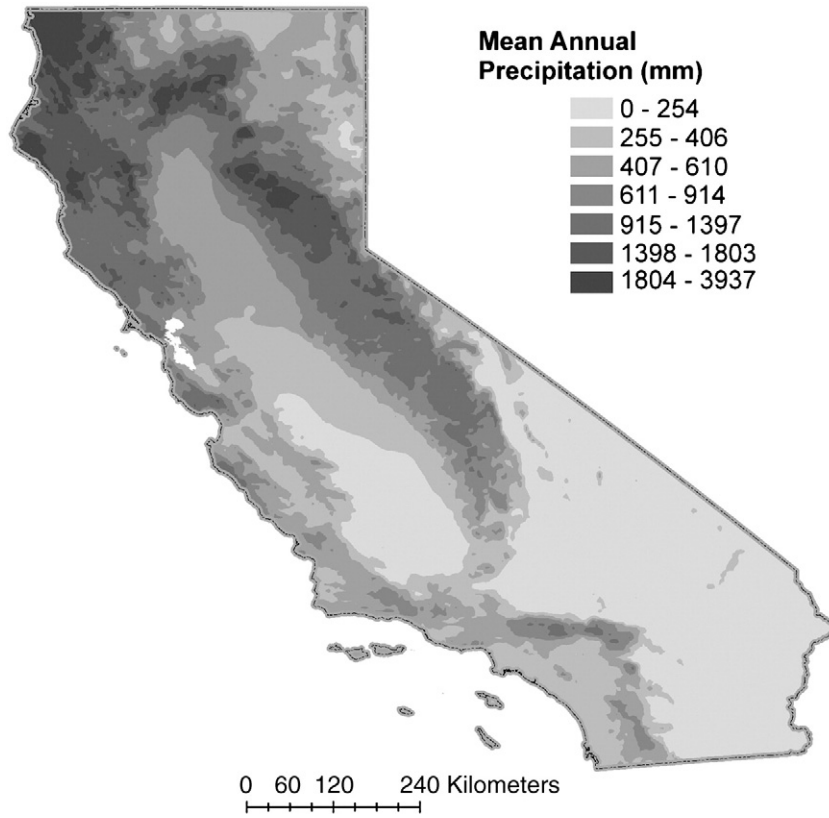 Mean Annual
Precipitation (mm)
0 - 254
255 - 406
407 - 610
611 - 914
915 - 1397
1398 - 1803
1804 - 3937
0 60 120 240 Kilometers